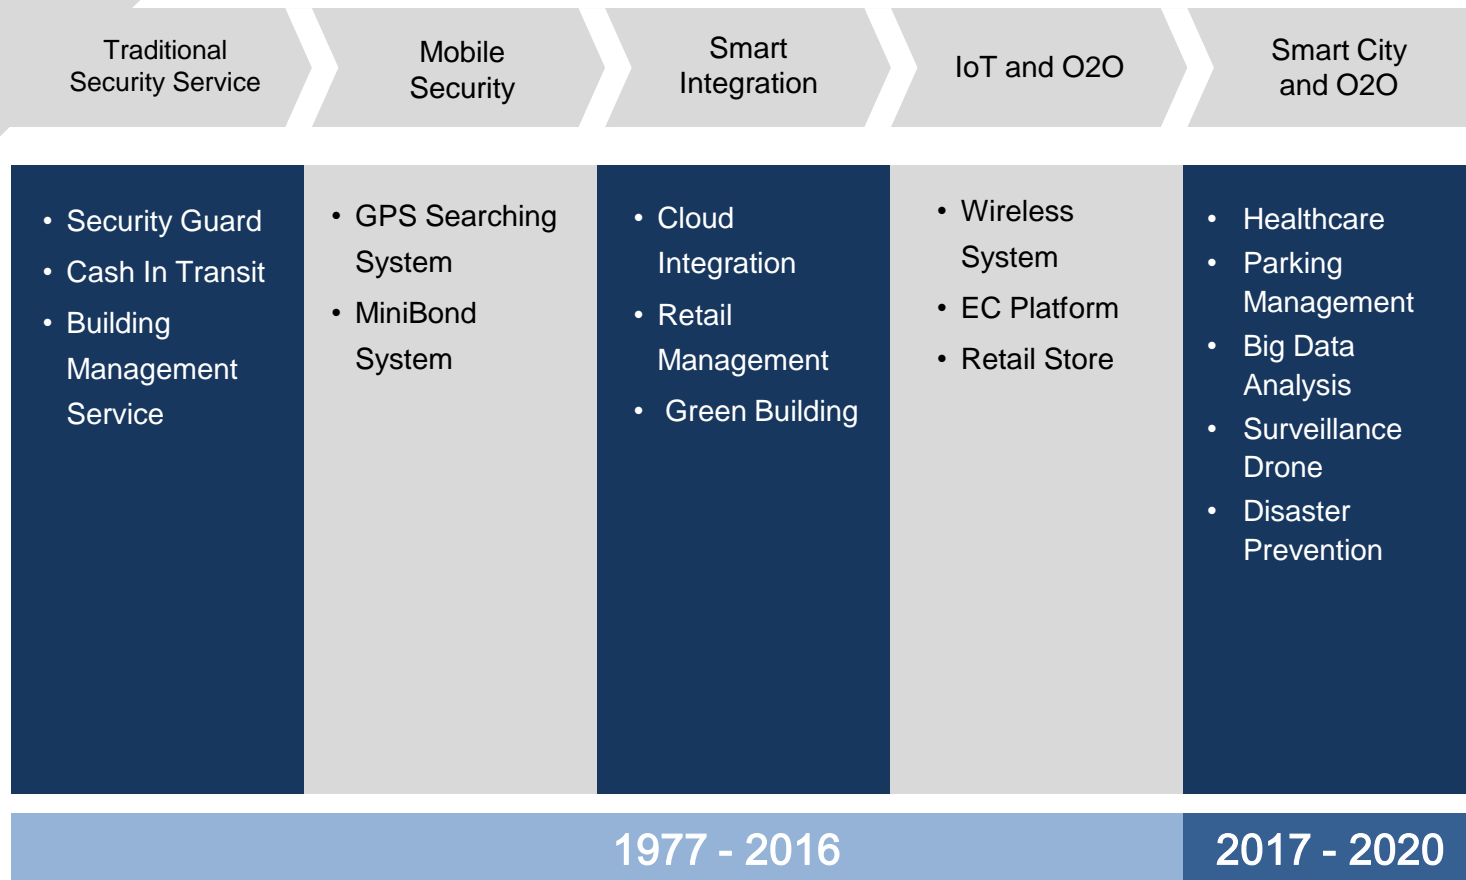 Traditional
Security Service
Mobile
Security
Smart
Integration
IoT and O2O
Smart City
and O2O
• Security Guard
• Cash In Transit
• Building
Management
Service
• GPS Searching
System
• MiniBond
System
• Cloud
Integration
• Retail
Management
• Green Building
• Wireless
System
• EC Platform
• Retail Store
• Healthcare
• Parking
Management
• Big Data
Analysis
• Surveillance
Drone
• Disaster
Prevention
1977 - 2016
2017 - 2020